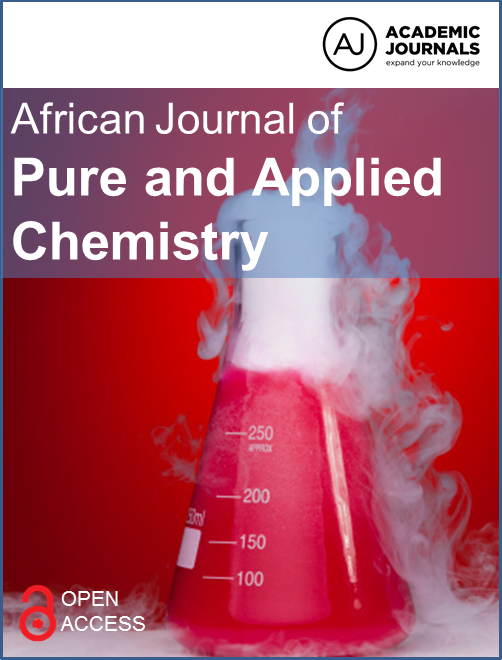 AJ
ACADEMIC
JOURNALS
expand your knowledge
African Journal of
Pure and Applied
Chemistry
250
APPROX
200
50ml
150
100
OPEN
ACCESS